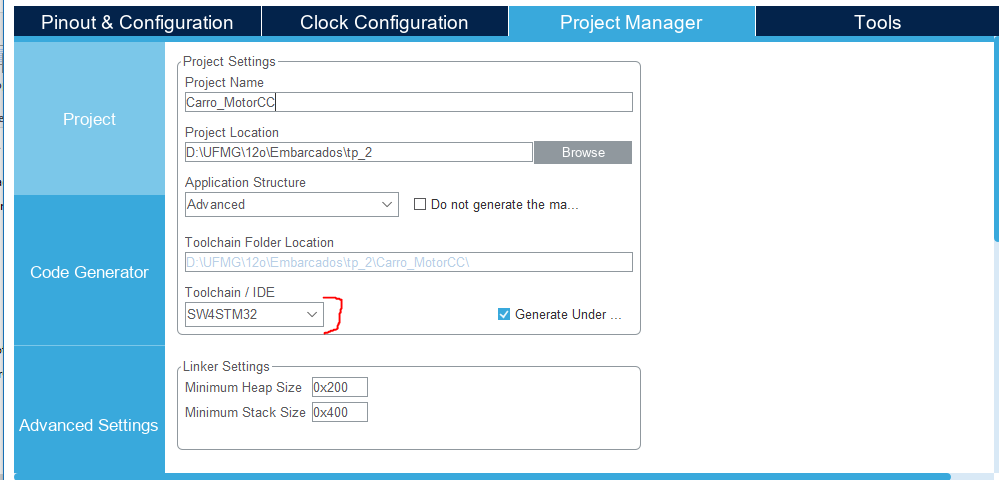 Pinout & Configuration Clock Configuration Project Manager Tools
Project
Code Generator
Advanced Settings
Project Settings
Project Name
Carro_MotorCC
Project Location
D:\UFMG\12o\Embarcados\tp_2 Browse
Application Structure
Advanced Do not generate the ma...
Toolchain Folder Location
D:\UFMG\12o\Embarcados\tp_2\Carro_MotorCC\
Toolchain / IDE
SW4STM32 Generate Under ...
Linker Settings
Minimum Heap Size 0x200
Minimum Stack Size 0x400